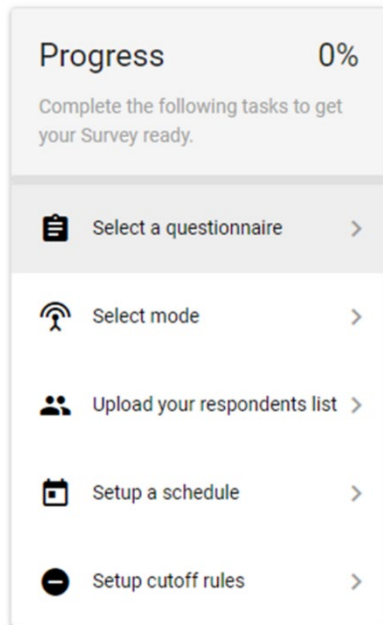 Progress 0%
Complete the following tasks to get
your Survey ready.
Select a questionnaire
Select mode
Upload your respondents list
Setup a schedule
Setup cutoff rules